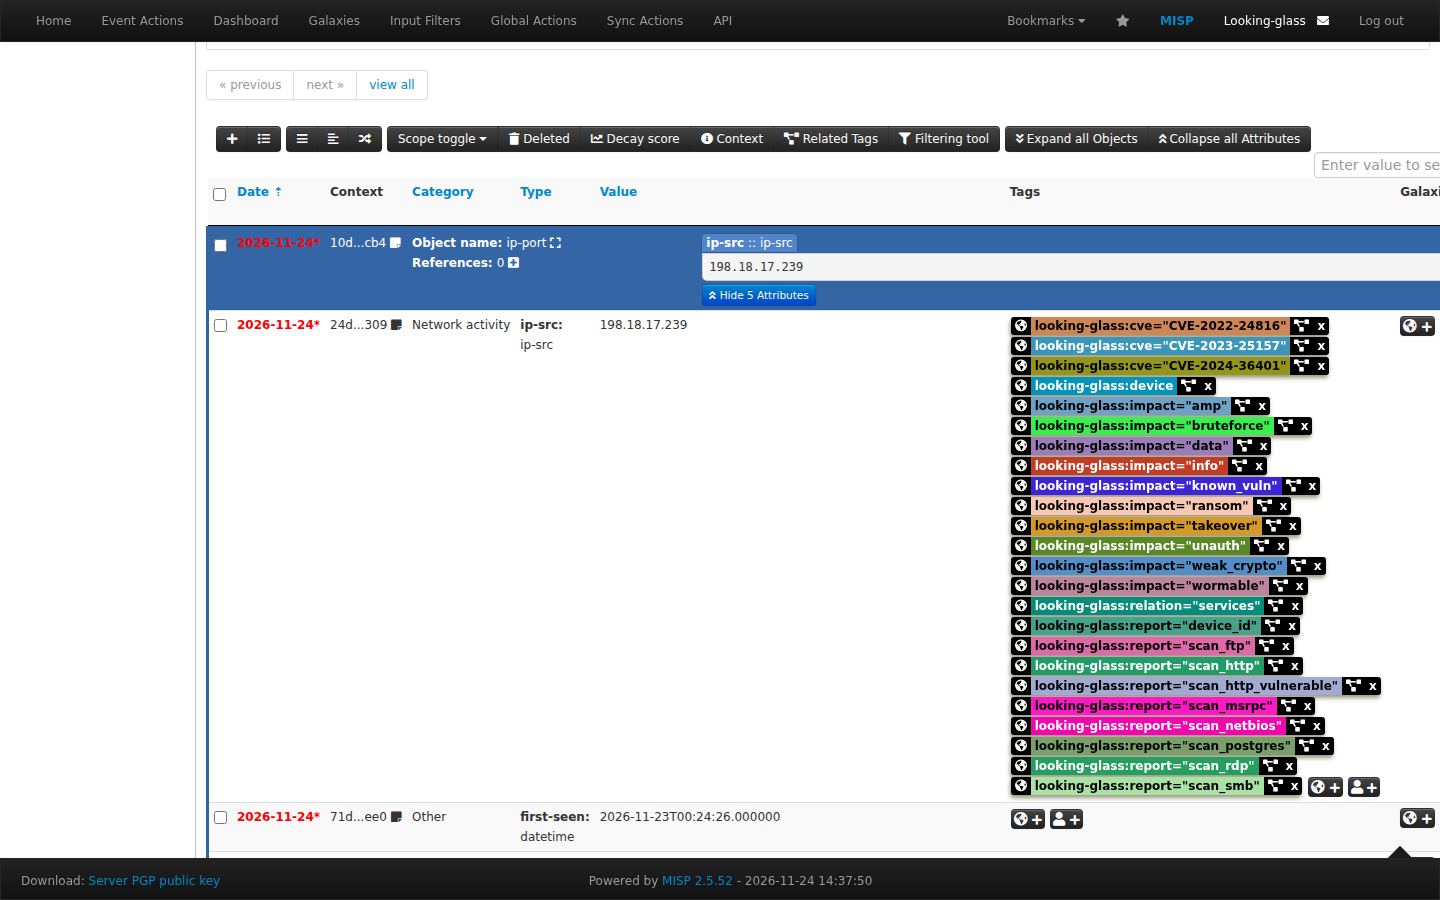 Home Event Actions Dashboard Galaxies Input Filters Global Actions Sync Actions API Bookmarks MISP Looking-glass Log out
« previous next » view all
Scope toggle Deleted Decay score Context Related Tags Filtering tool Expand all Objects Collapse all Attributes
Enter value to se
Date ↑ Context Category Type Value Tags Galaxi
2026-11-24* 10d...cb4 Object name: ip-port ip-src :: ip-src
References: 0 198.18.17.239
Hide 5 Attributes
2026-11-24* 24d...309 Network activity ip-src: 198.18.17.239 looking-glass:cve="CVE-2022-24816" x
ip-src looking-glass:cve="CVE-2023-25157" x
looking-glass:cve="CVE-2024-36401" x
looking-glass:device x
looking-glass:impact="amp" x
looking-glass:impact="bruteforce" x
looking-glass:impact="data" x
looking-glass:impact="info" x
looking-glass:impact="known_vuln" x
looking-glass:impact="ransom" x
looking-glass:impact="takeover" x
looking-glass:impact="unauth" x
looking-glass:impact="weak_crypto" x
looking-glass:impact="wormable" x
looking-glass:relation="services" x
looking-glass:report="device_id" x
looking-glass:report="scan_ftp" x
looking-glass:report="scan_http" x
looking-glass:report="scan_http_vulnerable" x
looking-glass:report="scan_msrpc" x
looking-glass:report="scan_netbios" x
looking-glass:report="scan_postgres" x
looking-glass:report="scan_rdp" x
looking-glass:report="scan_smb" x
2026-11-24* 71d...ee0 Other first-seen: 2026-11-23T00:24:26.000000
datetime
Download: Server PGP public key Powered by MISP 2.5.52 - 2026-11-24 14:37:50